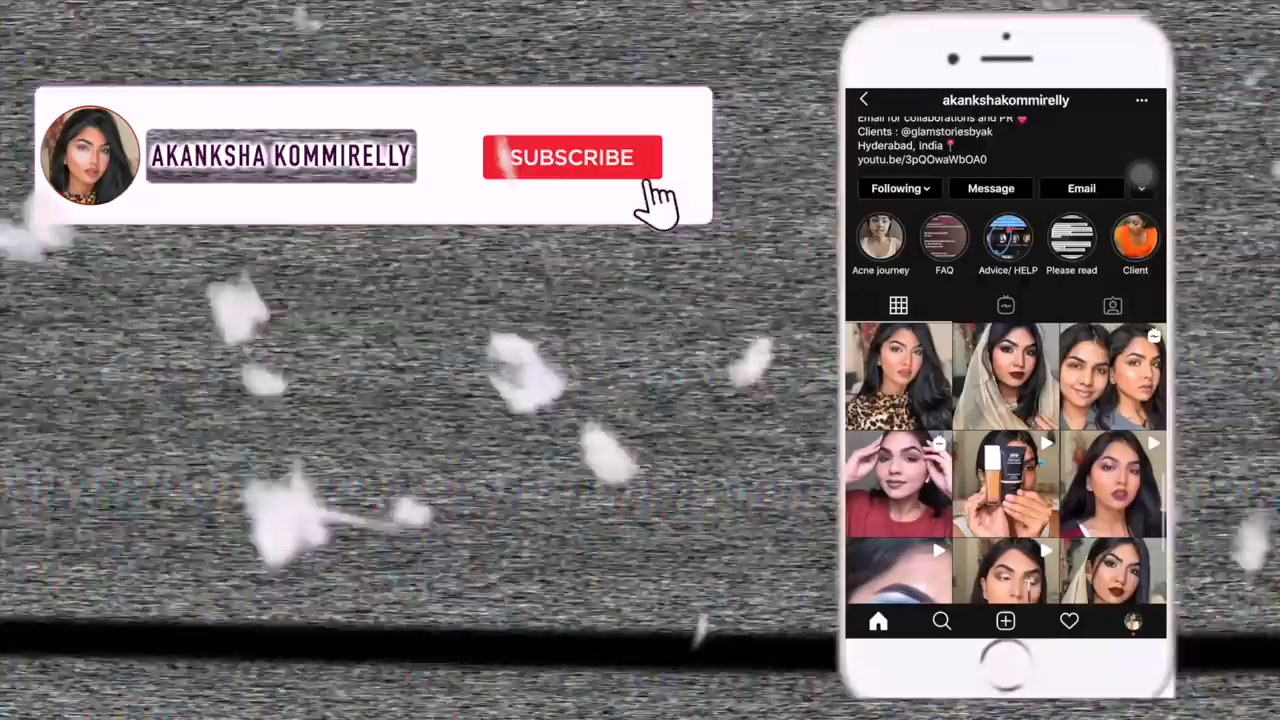 AKANKSHA KOMMIRELLY
SUBSCRIBE
akankshakommirelly
Email for collaborations and PR
Clients : @glamstoriesbyak
Hyderabad, India
youtu.be/3pQOwaWbOA0
Following
Message
Email
Acne journey
FAQ
Advice/ HELP
Please read
Client